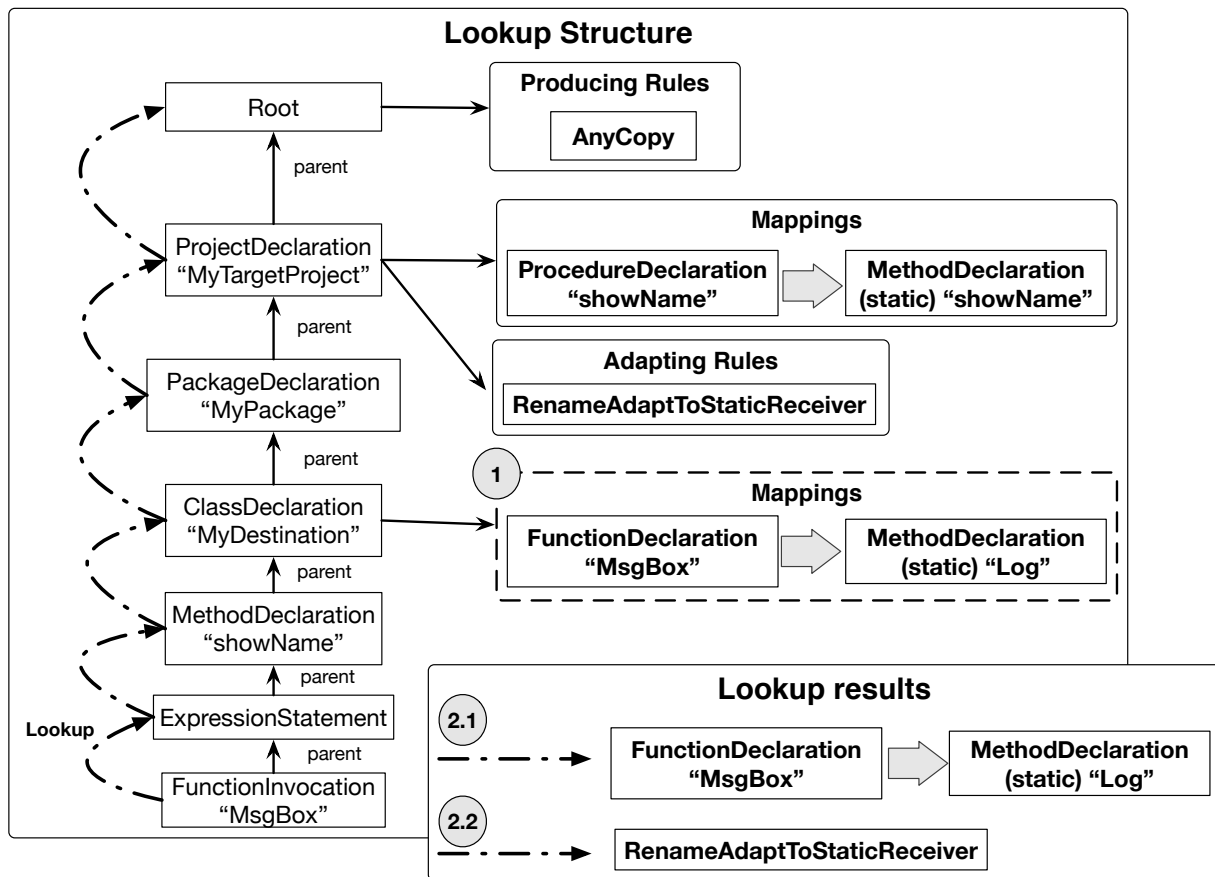 Lookup Structure
Root
Producing Rules
AnyCopy
parent
ProjectDeclaration
“MyTargetProject”
Mappings
ProcedureDeclaration
“showName”
MethodDeclaration
(static) “showName”
parent
Adapting Rules
RenameAdaptToStaticReceiver
PackageDeclaration
“MyPackage”
parent
1
ClassDeclaration
“MyDestination”
Mappings
FunctionDeclaration
“MsgBox”
MethodDeclaration
(static) “Log”
parent
MethodDeclaration
“showName”
parent
ExpressionStatement
Lookup
parent
FunctionInvocation
“MsgBox”
Lookup results
2.1
FunctionDeclaration
“MsgBox”
MethodDeclaration
(static) “Log”
2.2
RenameAdaptToStaticReceiver